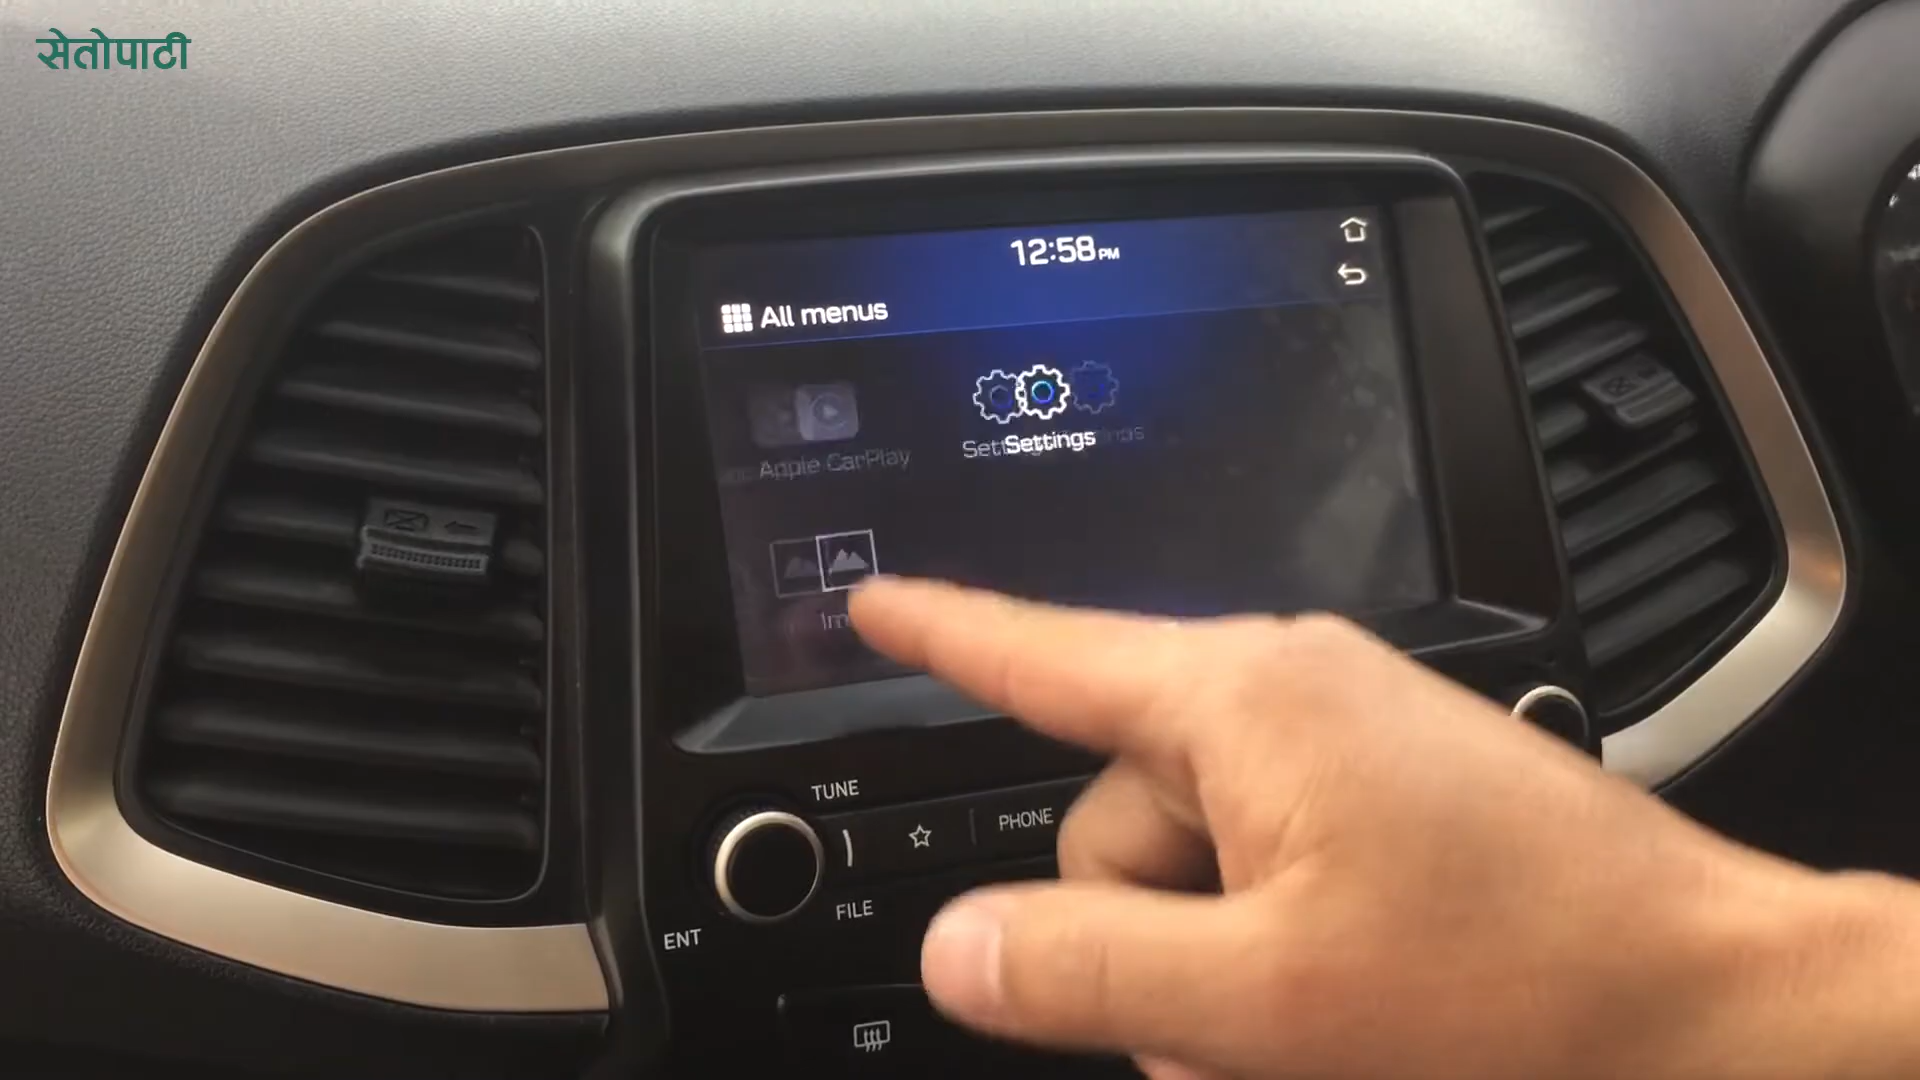 सेतोपाटी
12:58 PM
All menus
Apple CarPlay
Settings
TUNE
PHONE
FILE
ENT